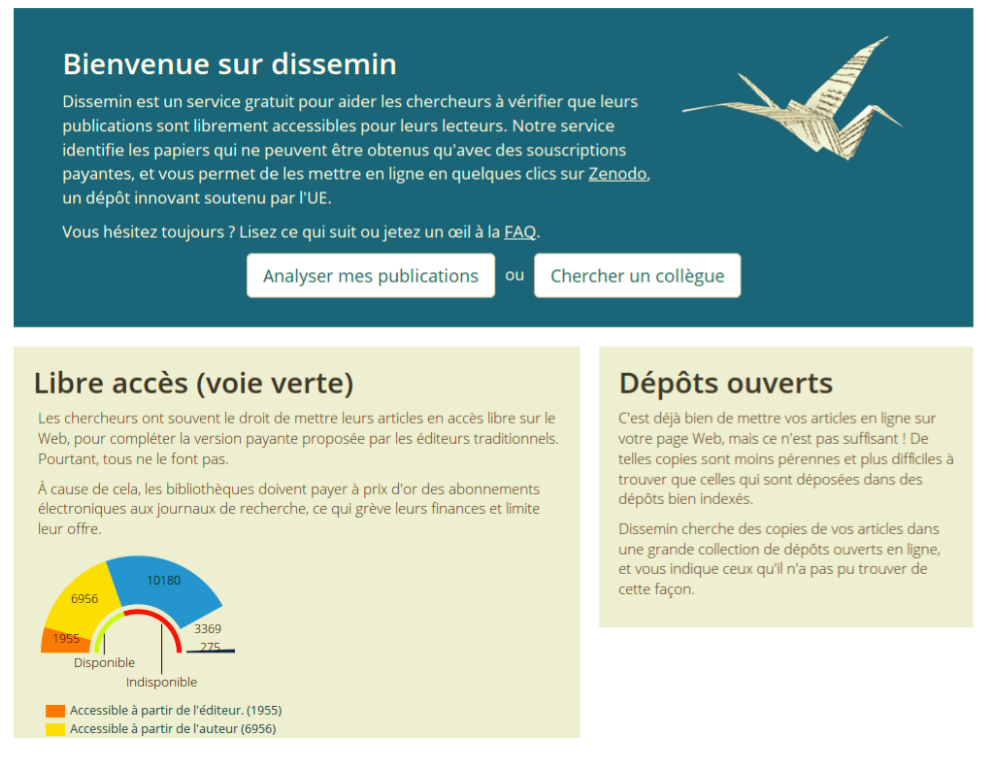 Bienvenue sur dissemin
Dissemin est un service gratuit pour aider les chercheurs à vérifier que leurs
publications sont librement accessibles pour leurs lecteurs. Notre service
identifie les papiers qui ne peuvent être obtenus qu'avec des souscriptions
payantes, et vous permet de les mettre en ligne en quelques clics sur Zenodo,
un dépôt innovant soutenu par l'UE.
Vous hésitez toujours ? Lisez ce qui suit ou jetez un œil à la FAQ.
Analyser mes publications ou Chercher un collègue
Libre accès (voie verte)
Les chercheurs ont souvent le droit de mettre leurs articles en accès libre sur le
Web, pour compléter la version payante proposée par les éditeurs traditionnels.
Pourtant, tous ne le font pas.
À cause de cela, les bibliothèques doivent payer à prix d'or des abonnements
électroniques aux journaux de recherche, ce qui grève leurs finances et limite
leur offre.
10180
6956
3369
1955
275
Disponible
Indisponible
Accessible à partir de l'éditeur. (1955)
Accessible à partir de l'auteur (6956)
Dépôts ouverts
C'est déjà bien de mettre vos articles en ligne sur
votre page Web, mais ce n'est pas suffisant ! De
telles copies sont moins pérennes et plus difficiles à
trouver que celles qui sont déposées dans des
dépôts bien indexés.
Dissemin cherche des copies de vos articles dans
une grande collection de dépôts ouverts en ligne,
et vous indique ceux qu'il n'a pas pu trouver de
cette façon.